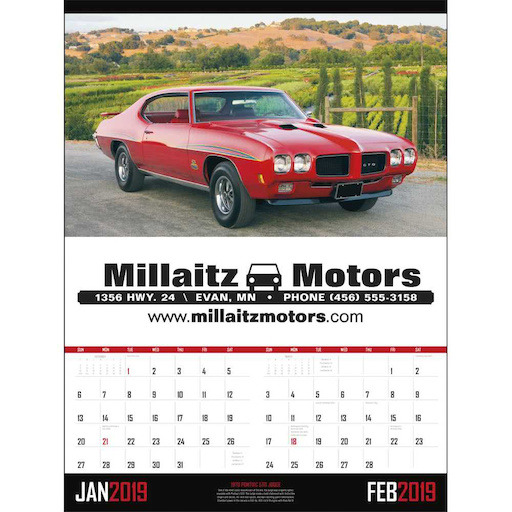 GTO
Millaitz Motors
1356 HWY. 24 \ EVAN, MN • PHONE (456) 555-3158
www.millaitzmotors.com
SUN MON TUE WED THU FRI SAT SUN MON TUE WED THU FRI SAT
1 2 3 4 5 1 2
6 7 8 9 10 11 12 3 4 5 6 7 8 9
13 14 15 16 17 18 19 10 11 12 13 14 15 16
20 21 22 23 24 25 26 17 18 19 20 21 22 23
27 28 29 30 31 24 25 26 27 28
1970 PONTIAC GTO JUDGE
JAN2019 FEB2019